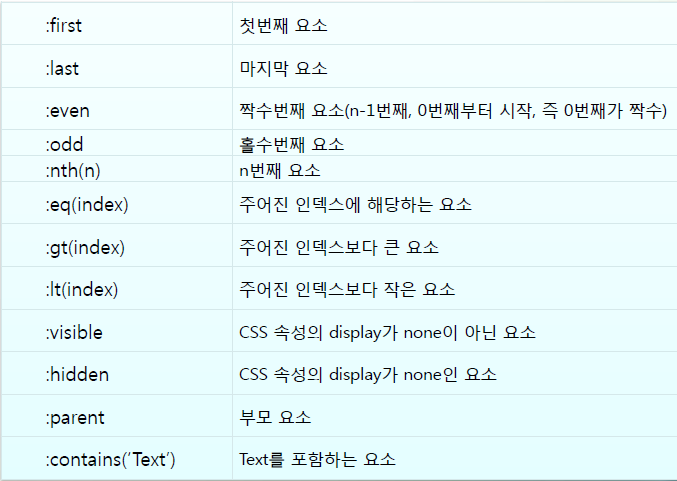 :first 첫번째 요소
:last 마지막 요소
:even 짝수번째 요소(n-1번째, 0번째부터 시작, 즉 0번째가 짝수)
:odd 홀수번째 요소
:nth(n) n번째 요소
:eq(index) 주어진 인덱스에 해당하는 요소
:gt(index) 주어진 인덱스보다 큰 요소
:lt(index) 주어진 인덱스보다 작은 요소
:visible CSS 속성의 display가 none이 아닌 요소
:hidden CSS 속성의 display가 none인 요소
:parent 부모 요소
:contains(‘Text’) Text를 포함하는 요소